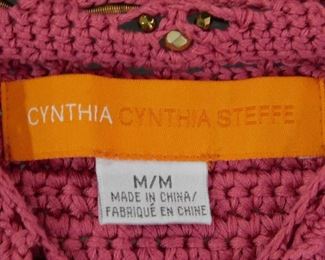 CYNTHIA CYNTHIA STEFFE
M/M
MADE IN CHINA/
FABRIQUÉ EN CHINE